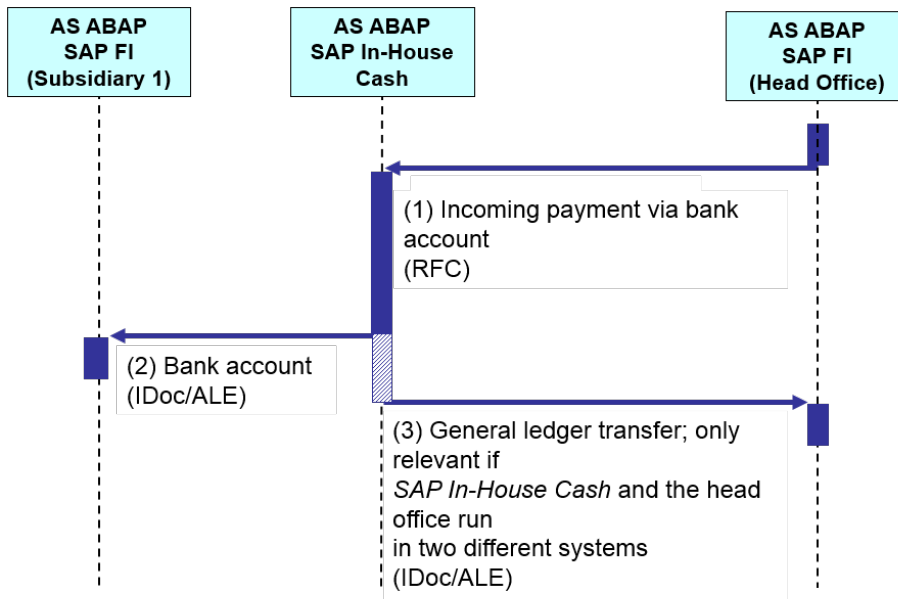 AS ABAP
SAP FI
(Subsidiary 1)
AS ABAP
SAP In-House
Cash
AS ABAP
SAP FI
(Head Office)
(1) Incoming payment via bank
account
(RFC)
(2) Bank account
(IDoc/ALE)
(3) General ledger transfer; only
relevant if
SAP In-House Cash and the head
office run
in two different systems
(IDoc/ALE)